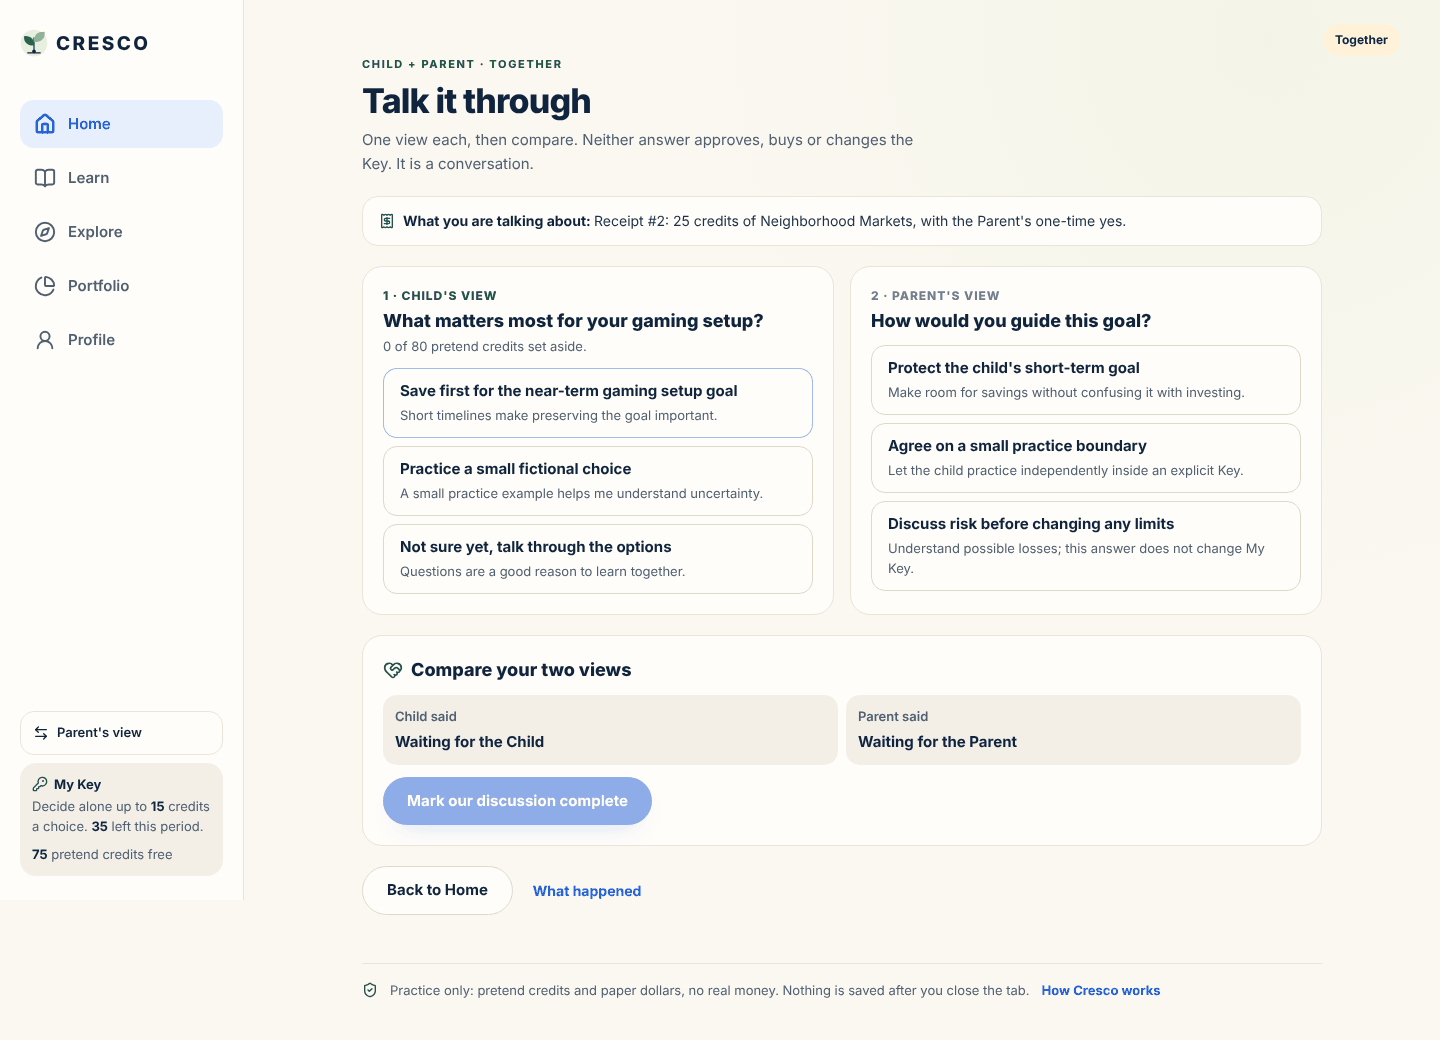 CRESCO
Home
Learn
Explore
Portfolio
Profile
Parent's view
My Key
Decide alone up to 15 credits
a choice. 35 left this period.
75 pretend credits free
Together
CHILD + PARENT · TOGETHER
Talk it through
One view each, then compare. Neither answer approves, buys or changes the
Key. It is a conversation.
What you are talking about: Receipt #2: 25 credits of Neighborhood Markets, with the Parent's one-time yes.
1 · CHILD'S VIEW
What matters most for your gaming setup?
0 of 80 pretend credits set aside.
Save first for the near-term gaming setup goal
Short timelines make preserving the goal important.
Practice a small fictional choice
A small practice example helps me understand uncertainty.
Not sure yet, talk through the options
Questions are a good reason to learn together.
2 · PARENT'S VIEW
How would you guide this goal?
Protect the child's short-term goal
Make room for savings without confusing it with investing.
Agree on a small practice boundary
Let the child practice independently inside an explicit Key.
Discuss risk before changing any limits
Understand possible losses; this answer does not change My
Key.
Compare your two views
Child said
Waiting for the Child
Parent said
Waiting for the Parent
Mark our discussion complete
Back to Home
What happened
Practice only: pretend credits and paper dollars, no real money. Nothing is saved after you close the tab. How Cresco works